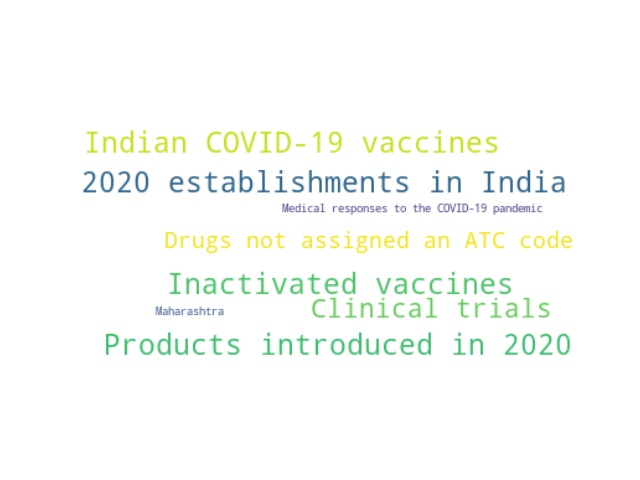 Indian COVID-19 vaccines
2020 establishments in India
Medical responses to the COVID-19 pandemic
Drugs not assigned an ATC code
Inactivated vaccines
Maharashtra
Clinical trials
Products introduced in 2020